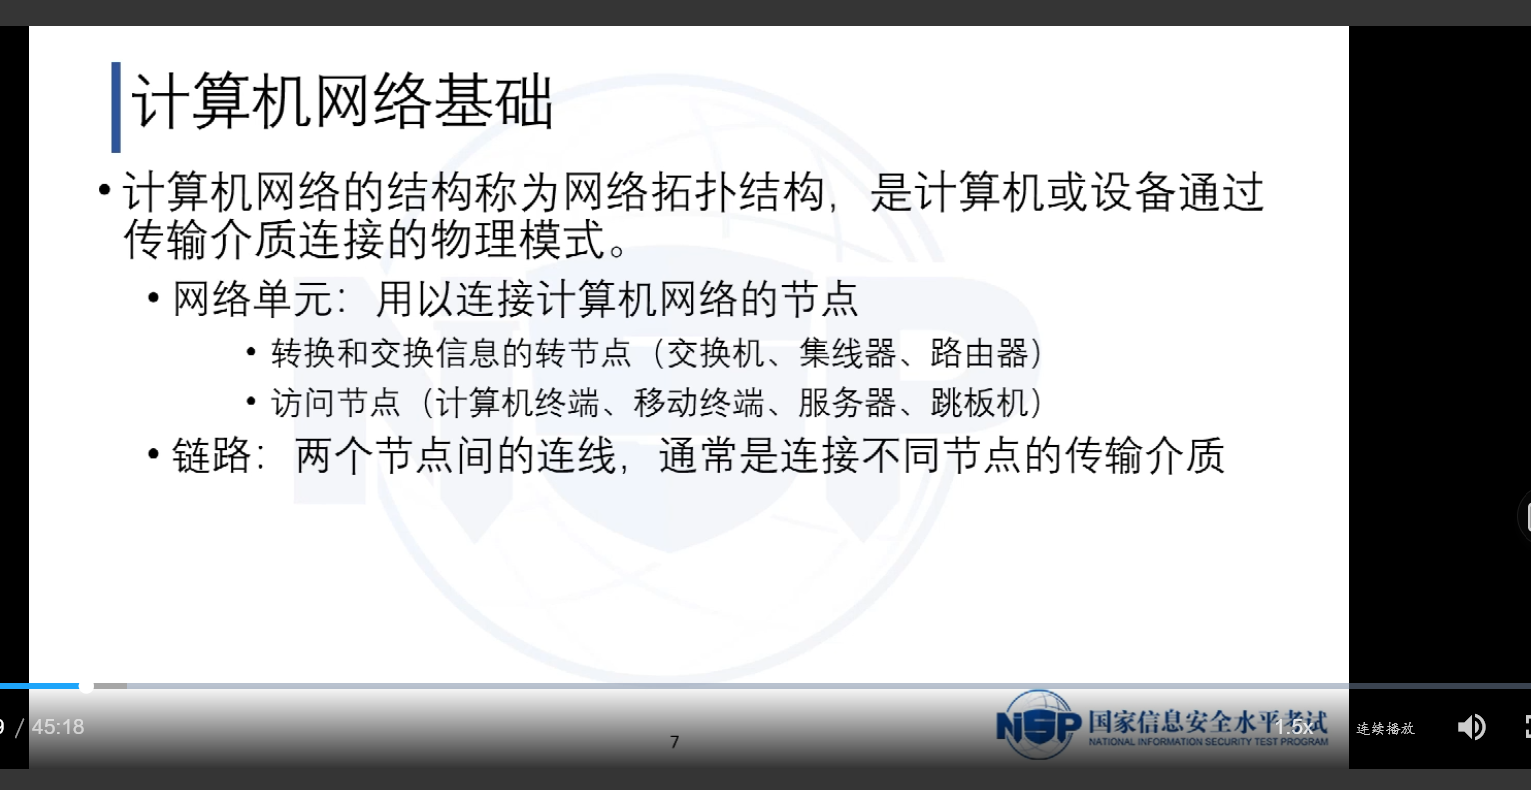 计算机网络基础
•计算机网络的结构称为网络拓扑结构，是计算机或设备通过
传输介质连接的物理模式。
•网络单元：用以连接计算机网络的节点
•转换和交换信息的转节点（交换机、集线器、路由器）
•访问节点（计算机终端、移动终端、服务器、跳板机）
•链路：两个节点间的连线，通常是连接不同节点的传输介质
NSP
9 / 45:18
7
NSP 国家信息安全水平考试
NATIONAL INFORMATION SECURITY TEST PROGRAM
1.5x
连续播放